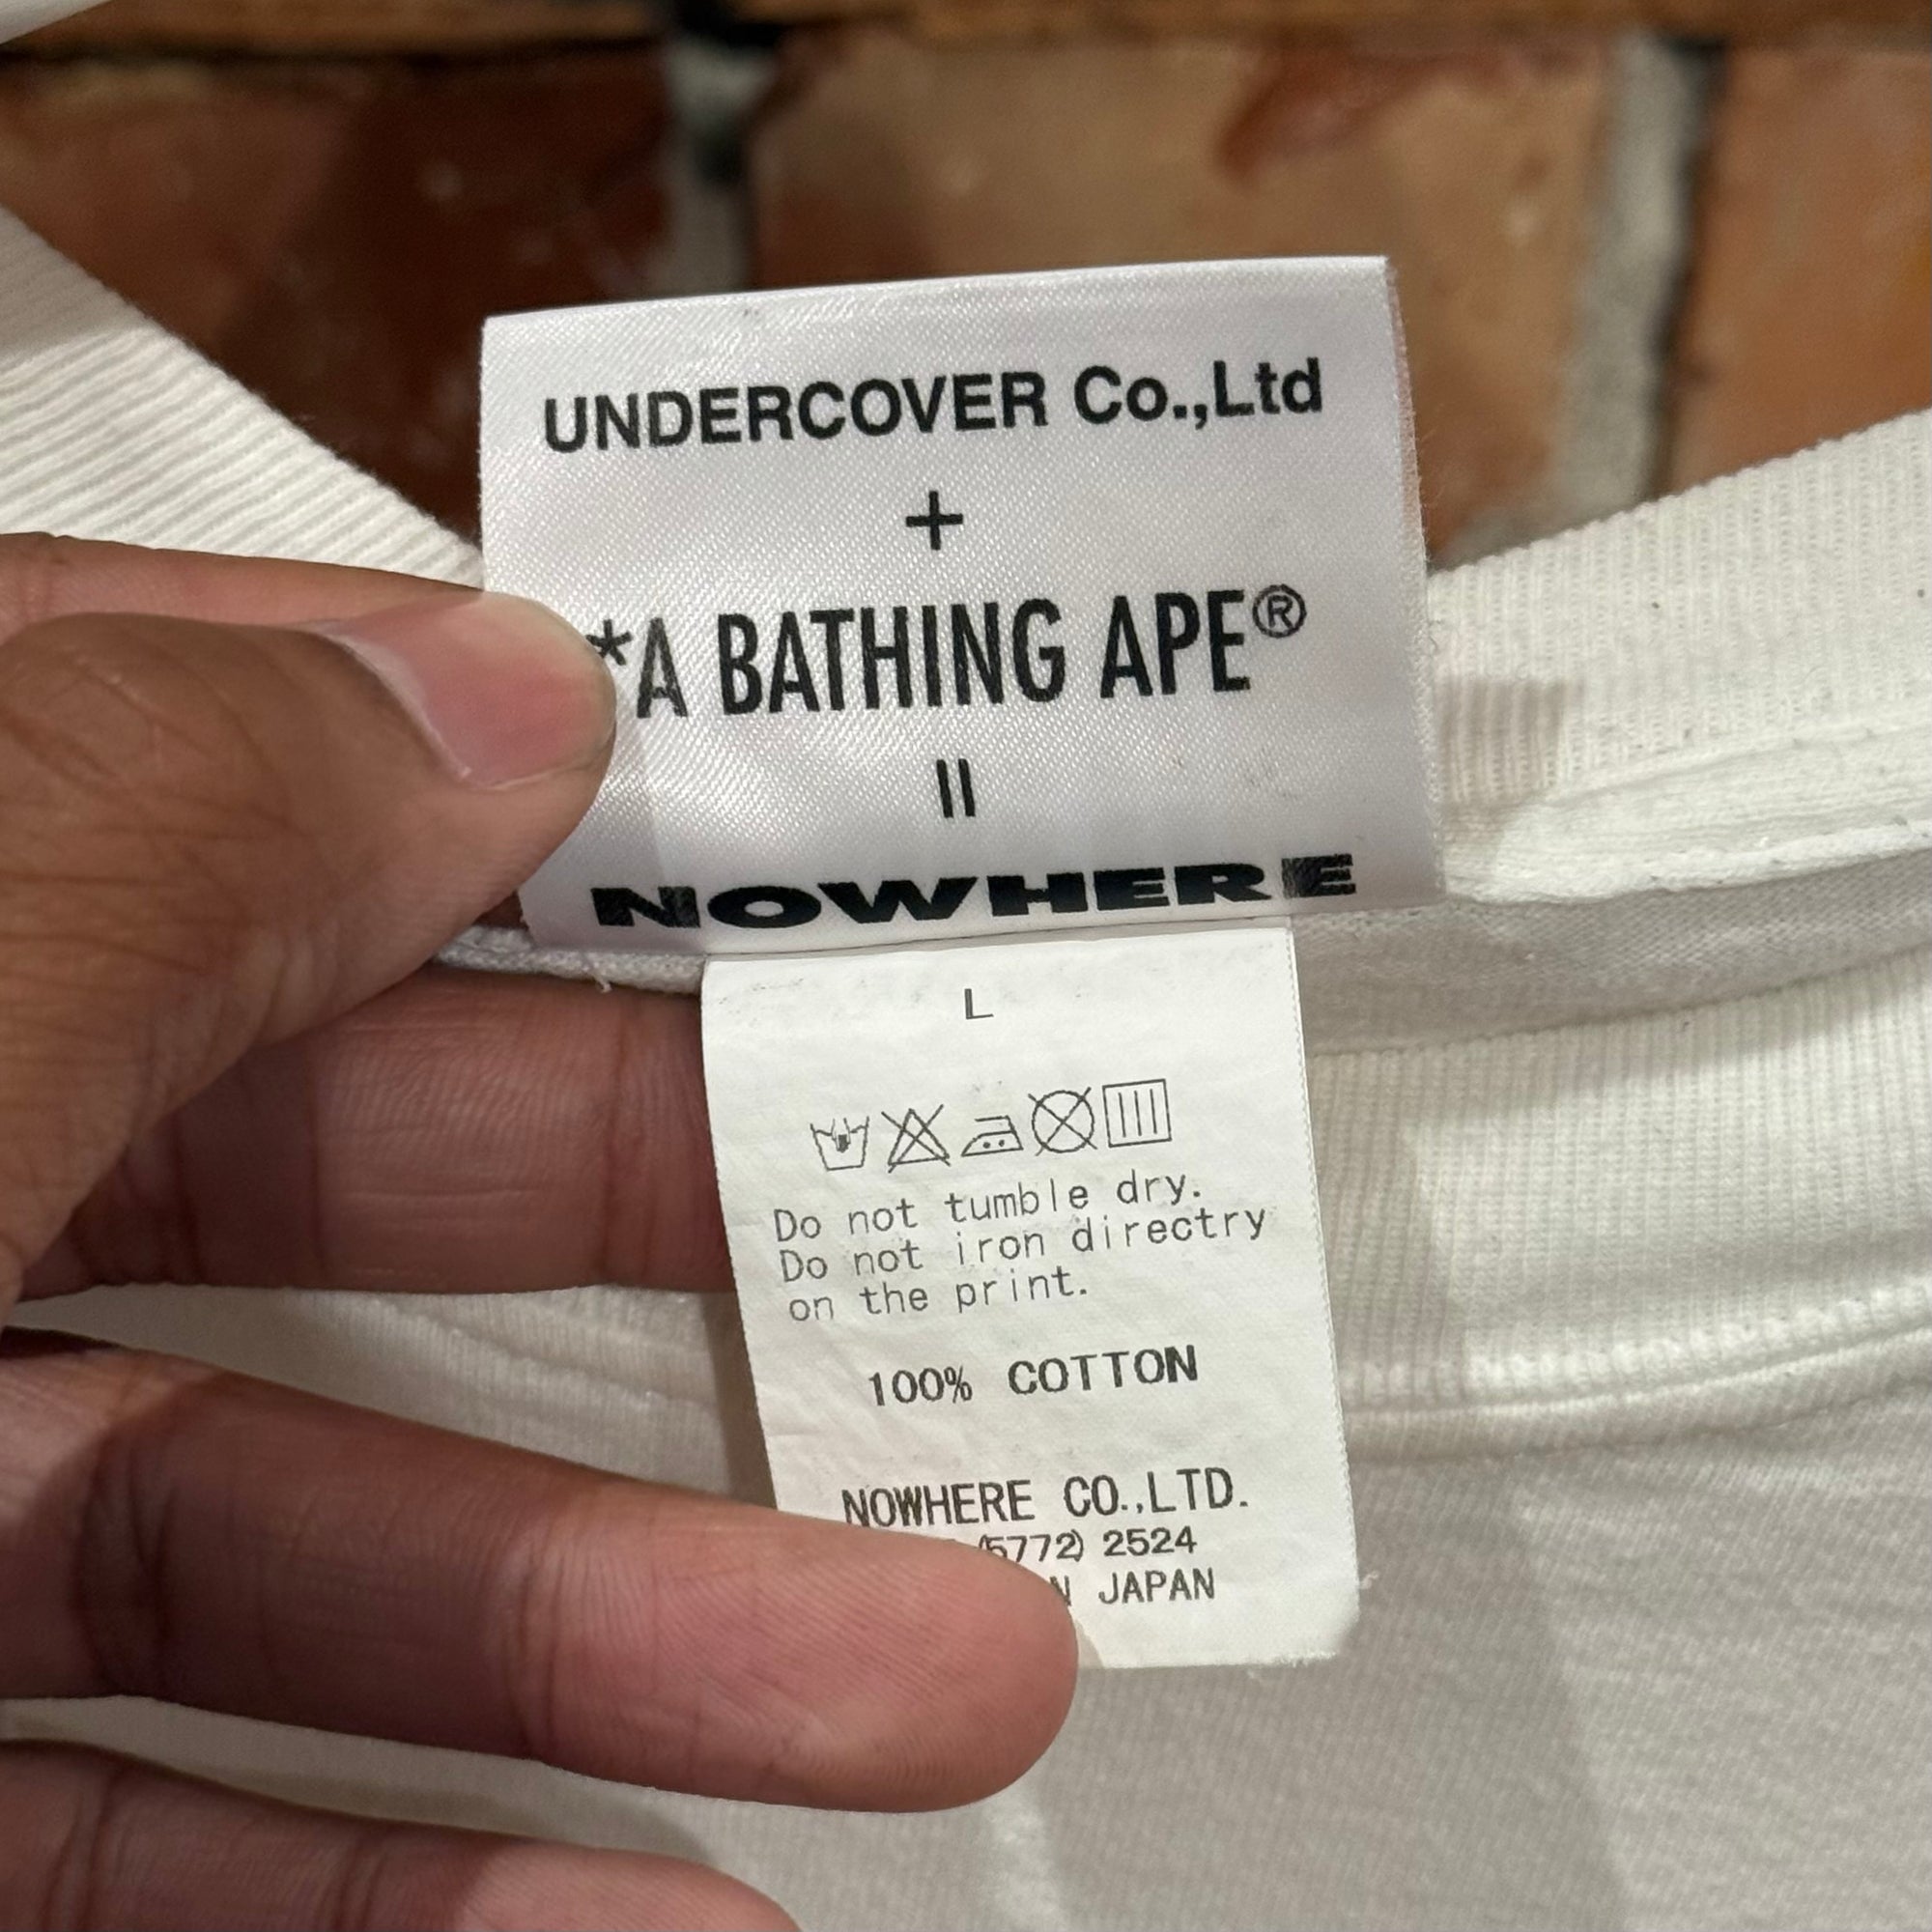 UNDERCOVER Co.,Ltd
+
*A BATHING APE®
=
NOWHERE
L
Do not tumble dry.
Do not iron directry
on the print.
100% COTTON
NOWHERE CO.,LTD.
(5772) 2524
JAPAN